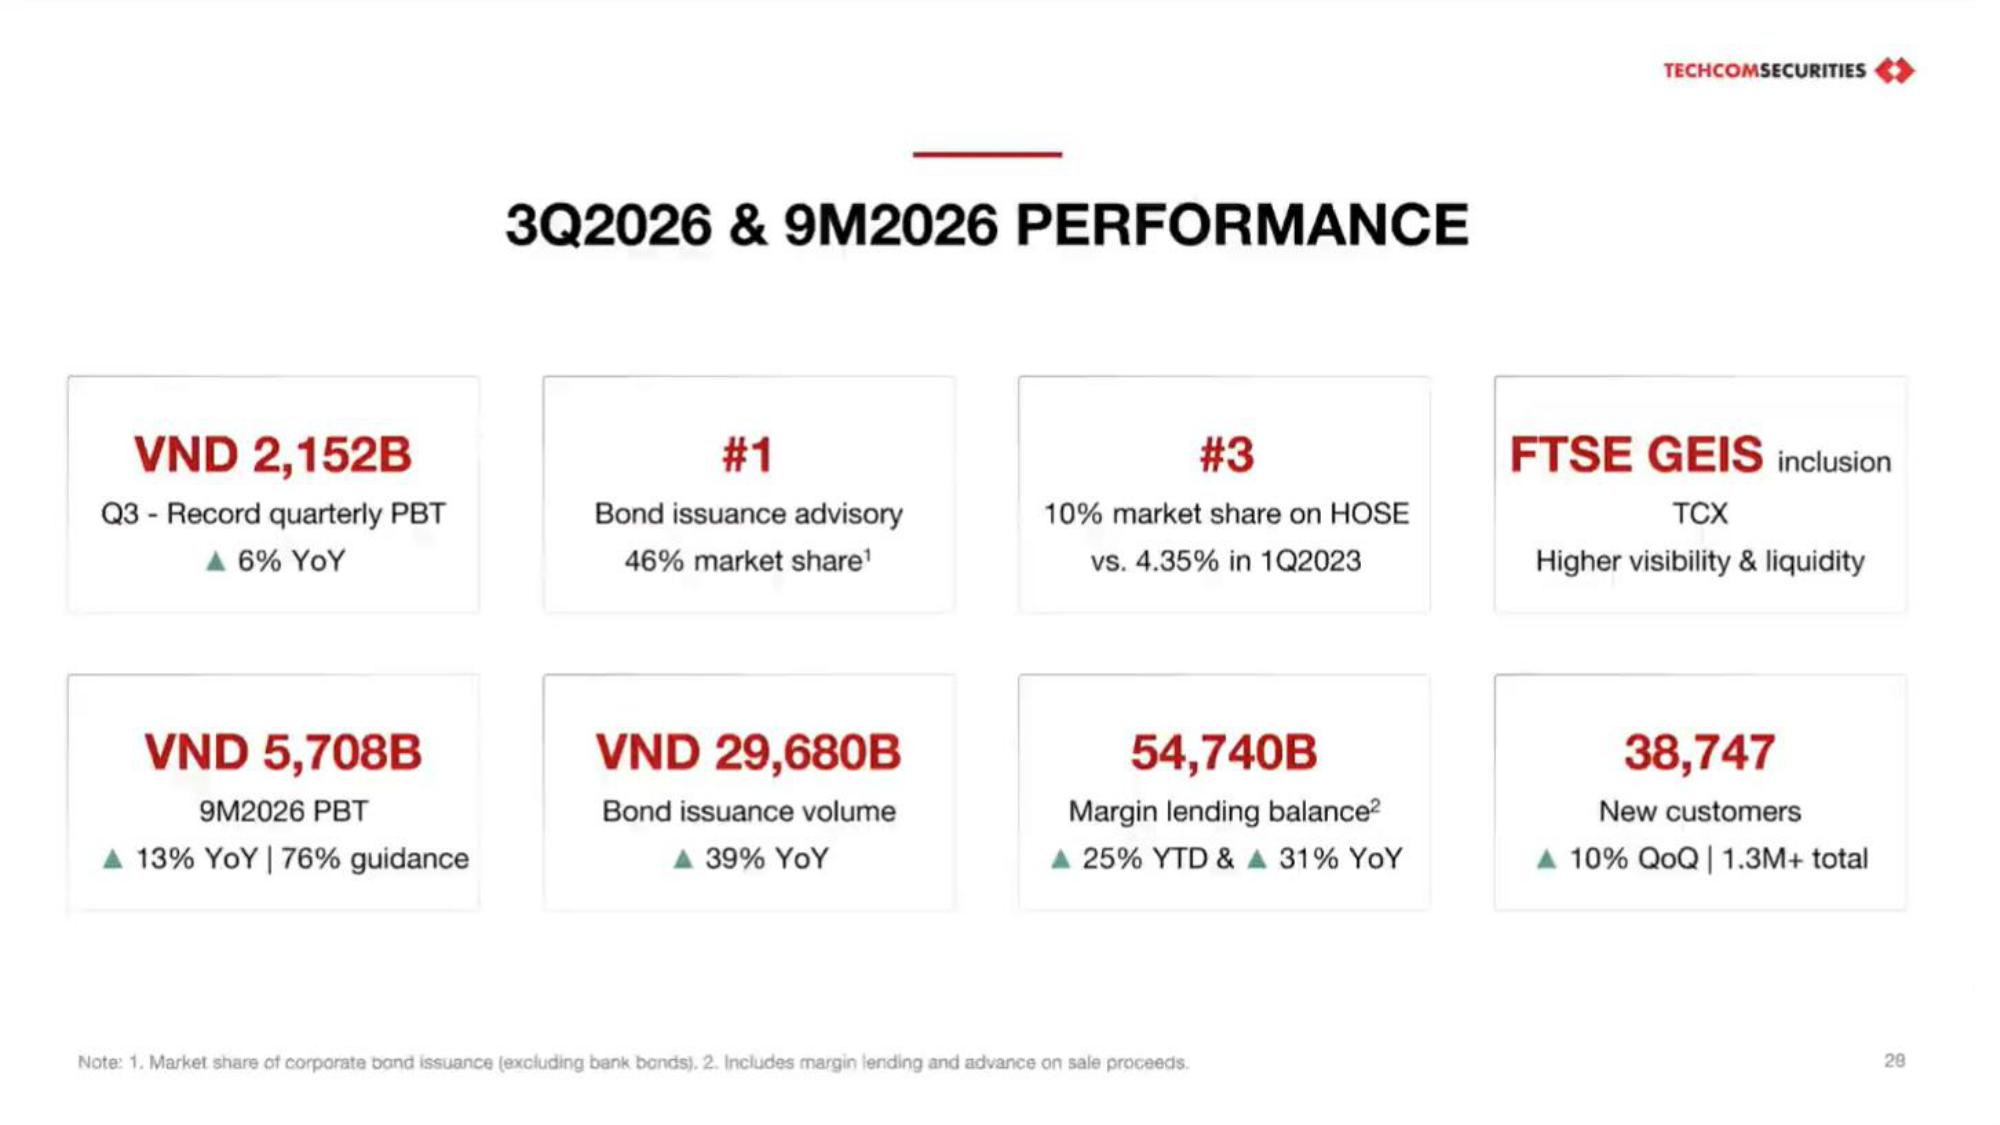 TECHCOMSECURITIES
3Q2026 & 9M2026 PERFORMANCE
VND 2,152B
Q3 - Record quarterly PBT
▲ 6% YoY
#1
Bond issuance advisory
46% market share¹
#3
10% market share on HOSE
vs. 4.35% in 1Q2023
FTSE GEIS inclusion
TCX
Higher visibility & liquidity
VND 5,708B
9M2026 PBT
▲ 13% YoY | 76% guidance
VND 29,680B
Bond issuance volume
▲ 39% YoY
54,740B
Margin lending balance²
▲ 25% YTD & ▲ 31% YoY
38,747
New customers
▲ 10% QoQ | 1.3M+ total
Note: 1. Market share of corporate bond issuance (excluding bank bonds). 2. Includes margin lending and advance on sale proceeds.
28